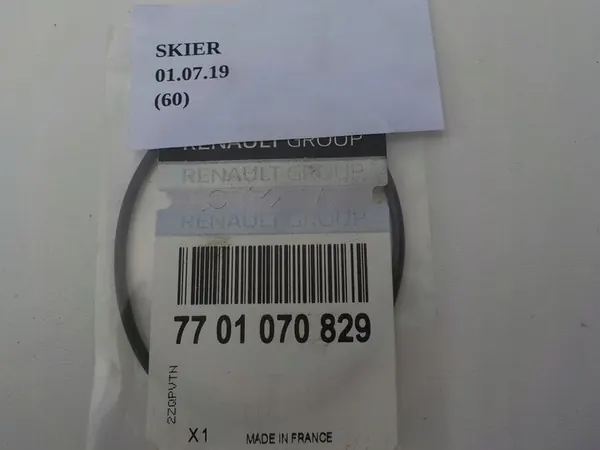 SKIER
01.07.19
(60)
RENAULT GROUP
RENAULT GROUP
RENAULT GROUP
77 01 070 829
2ZQPVTN
X 1
MADE IN FRANCE